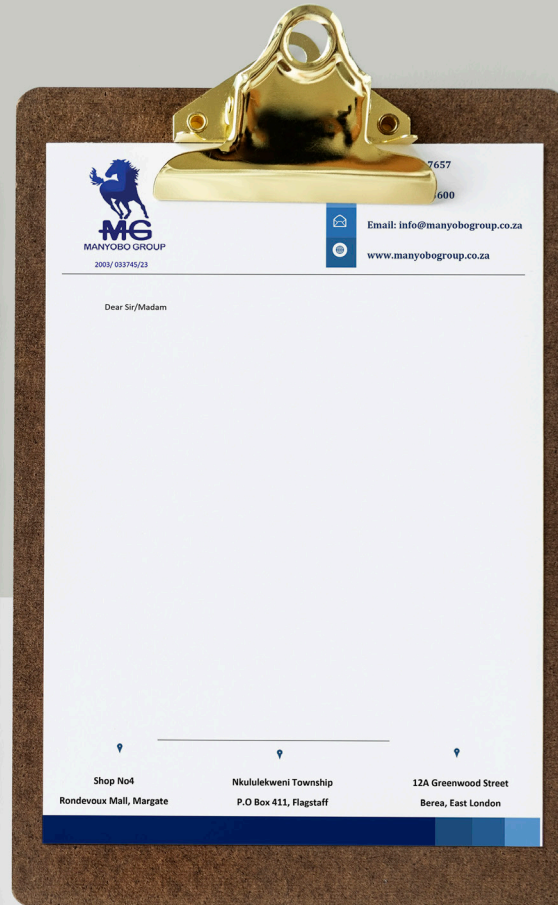 MG
MANYOBO GROUP
2003/ 033745/23
7657
600
Email: info@manyobogroup.co.za
www.manyobogroup.co.za
Dear Sir/Madam
Shop No4
Rondevoux Mall, Margate
Nkululekweni Township
P.O Box 411, Flagstaff
12A Greenwood Street
Berea, East London